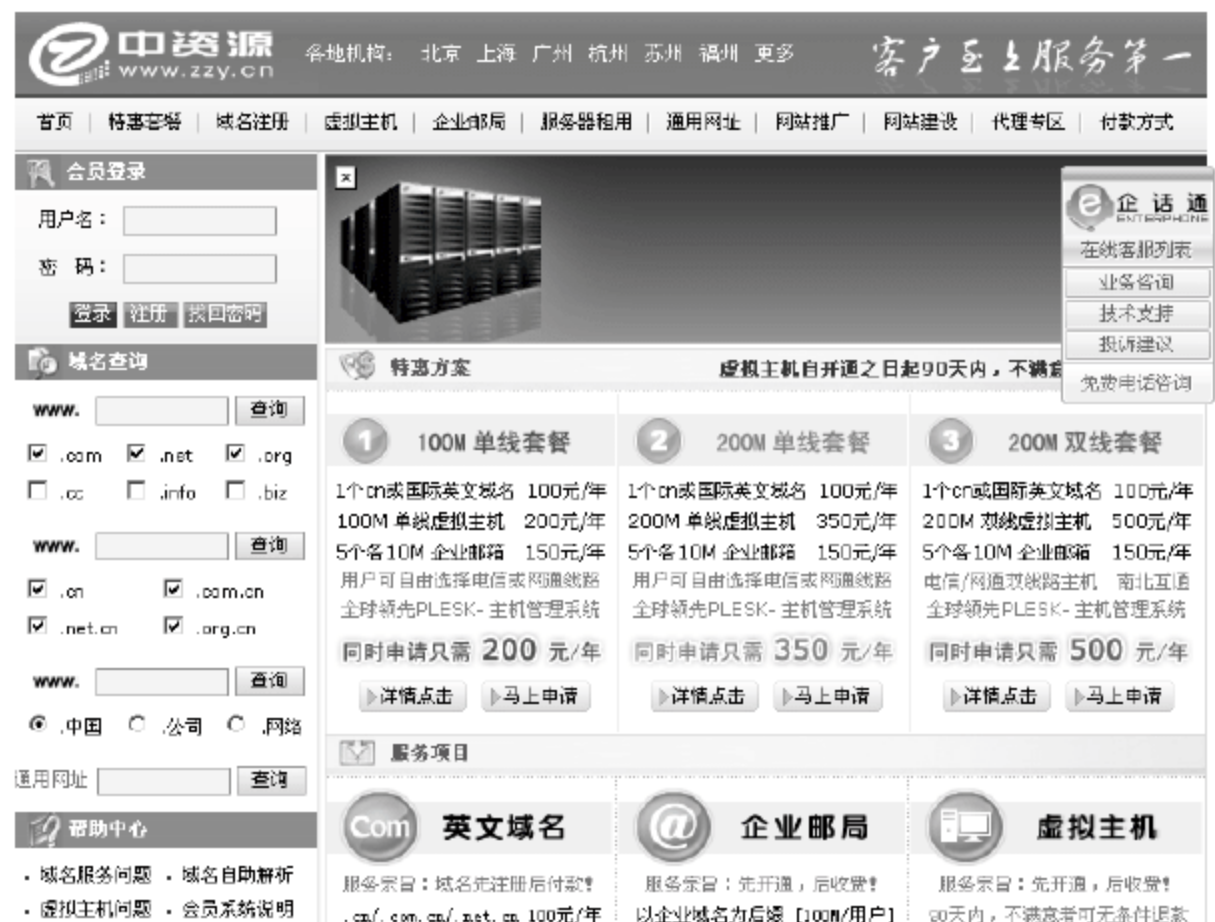 中资源
www.zzy.cn
各地机构： 北京 上海 广州 杭州 苏州 福州 更多
客户至上服务第一
首页 | 特惠套餐 | 域名注册 | 虚拟主机 | 企业邮局 | 服务器租用 | 通用网址 | 网站推广 | 网站建设 | 代理专区 | 付款方式
会员登录
用户名：
密 码：
登录 注册 找回密码
域名查询
www. 查询
.com .net .org
.cc .info .biz
www. 查询
.cn .com.cn
.net.cn .org.cn
www. 查询
.中国 .公司 .网络
通用网址 查询
帮助中心
. 域名服务问题 . 域名自助解析
. 虚拟主机问题 . 会员系统说明
企话通
ENTERPHONE
在线客服列表
业务咨询
技术支持
投诉建议
免费电话咨询
特惠方案 虚拟主机自开通之日起90天内，不满意
1 100M 单线套餐
1个cn或国际英文域名 100元/年
100M 单线虚拟主机 200元/年
5个各10M 企业邮箱 150元/年
用户可自由选择电信或网通线路
全球领先PLESK- 主机管理系统
同时申请只需 200 元/年
详情点击 马上申请
2 200M 单线套餐
1个cn或国际英文域名 100元/年
200M 单线虚拟主机 350元/年
5个各10M 企业邮箱 150元/年
用户可自由选择电信或网通线路
全球领先PLESK- 主机管理系统
同时申请只需 350 元/年
详情点击 马上申请
3 200M 双线套餐
1个cn或国际英文域名 100元/年
200M 双线虚拟主机 500元/年
5个各10M 企业邮箱 150元/年
电信/网通双线路主机 南北互通
全球领先PLESK- 主机管理系统
同时申请只需 500 元/年
详情点击 马上申请
服务项目
Com 英文域名
服务宗旨：域名先注册后付款!
.cn/.com.cn/.net.cn 100元/年
@ 企业邮局
服务宗旨：先开通，后收费!
以企业域名为后缀 [100M/用户]
虚拟主机
服务宗旨：先开通，后收费!
90天内，不满意者可无条件退款